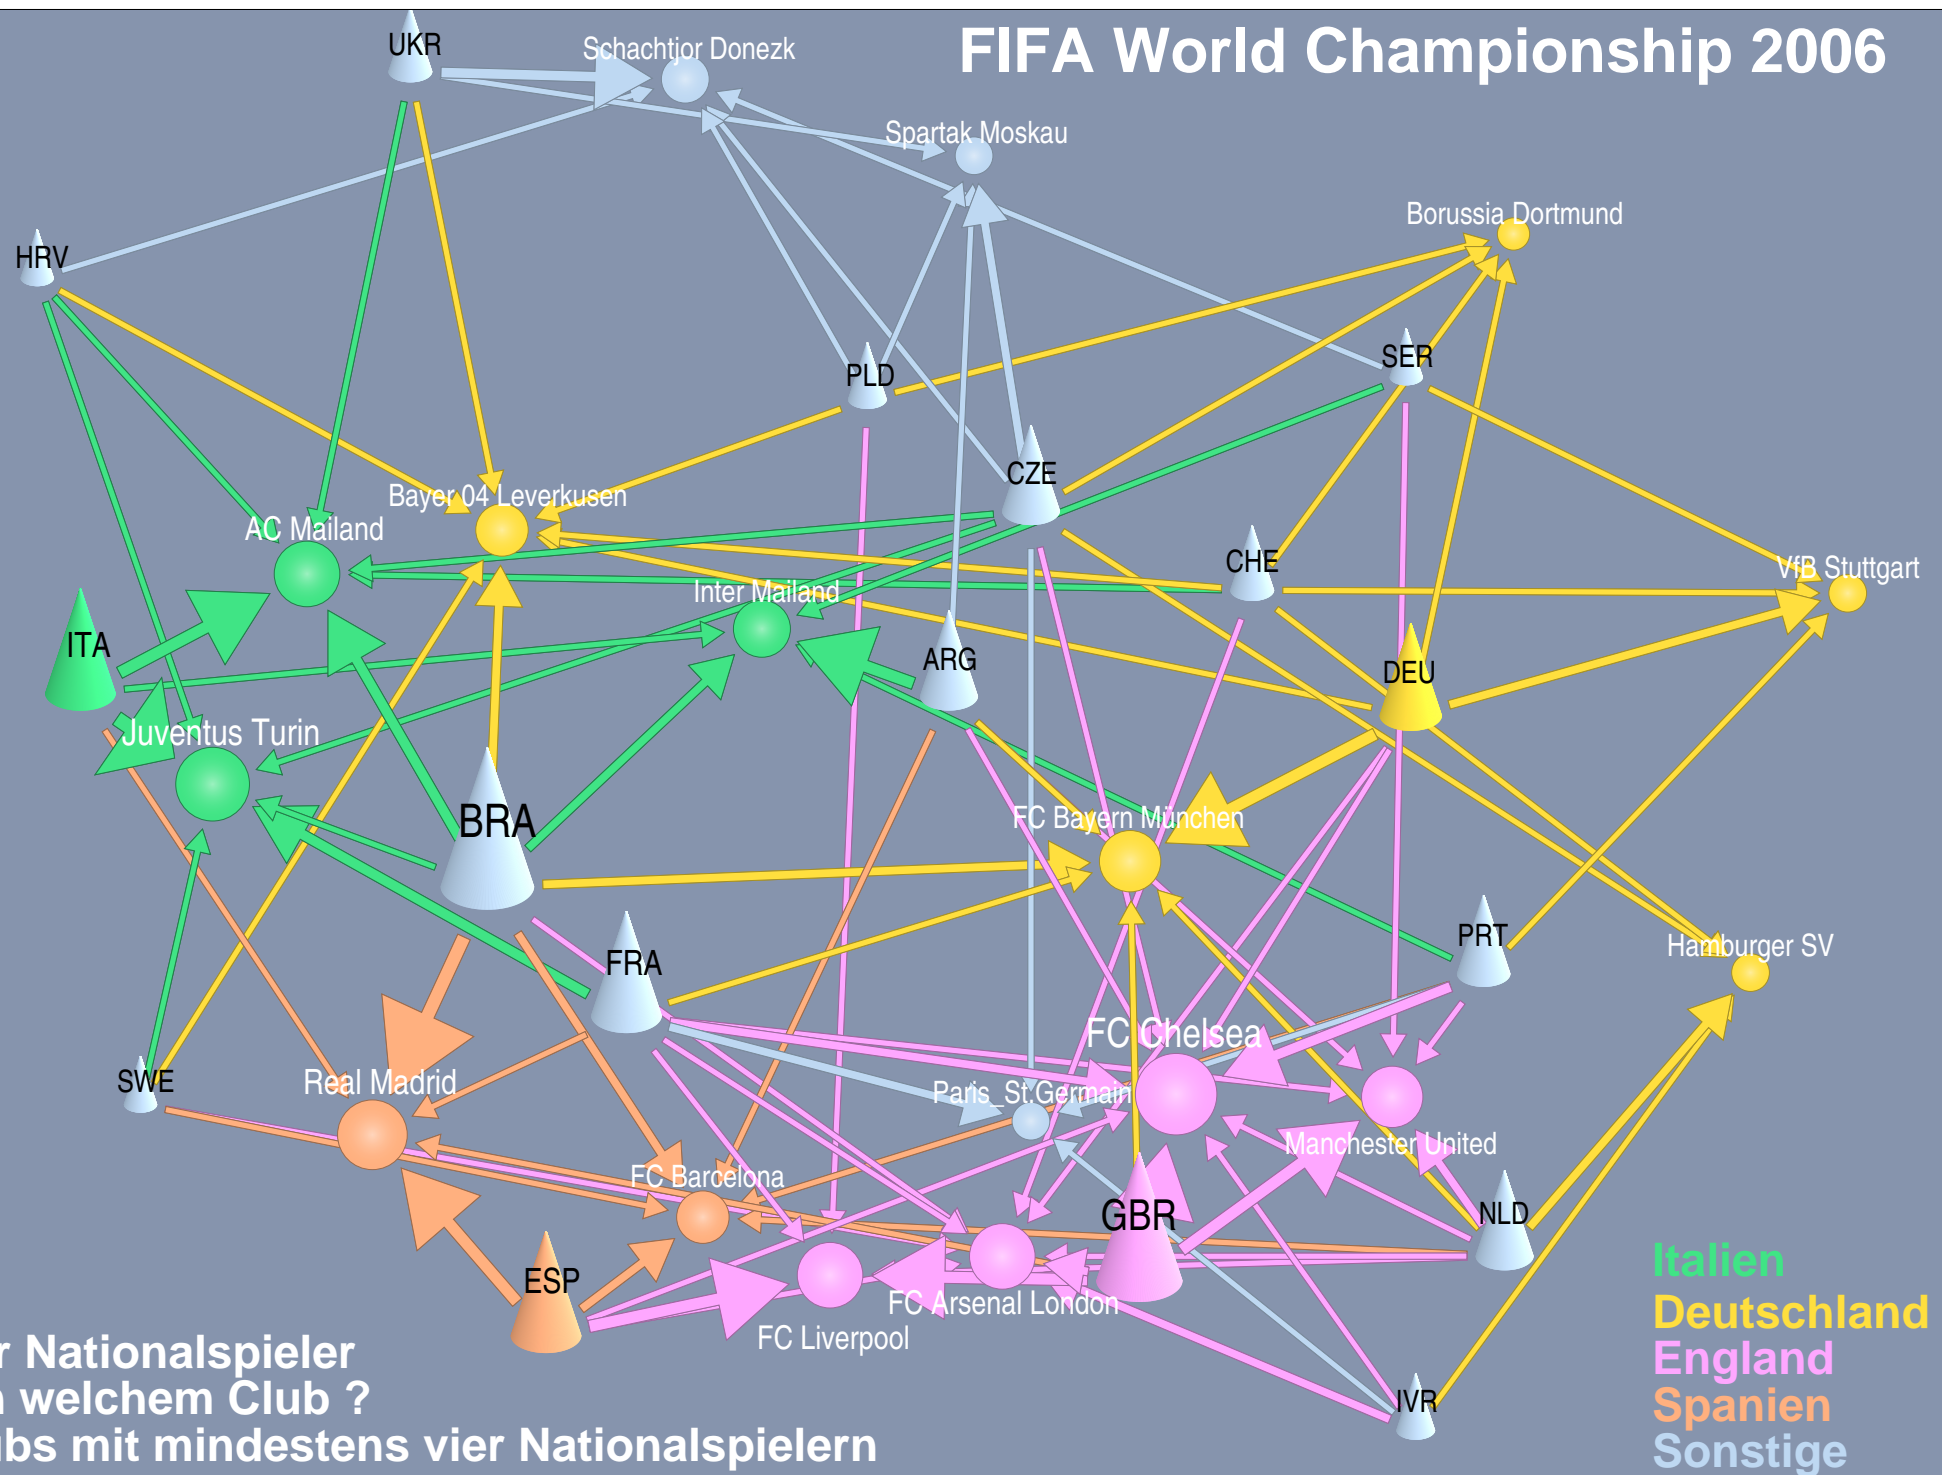 FIFA World Championship 2006
UKR
Schachtjor Donezk
Spartak Moskau
Borussia Dortmund
HRV
SER
PLD
CZE
Bayer 04 Leverkusen
AC Mailand
CHE
VfB Stuttgart
Inter Mailand
ITA
ARG
DEU
Juventus Turin
BRA
FC Bayern München
FRA
PRT
Hamburger SV
FC Chelsea
SWE
Real Madrid
Paris_St.Germain
Manchester United
FC Barcelona
GBR
NLD
ESP
FC Arsenal London
FC Liverpool
IVR
Italien
Deutschland
England
Spanien
Sonstige
r Nationalspieler
welchem Club ?
mit mindestens vier Nationalspielern